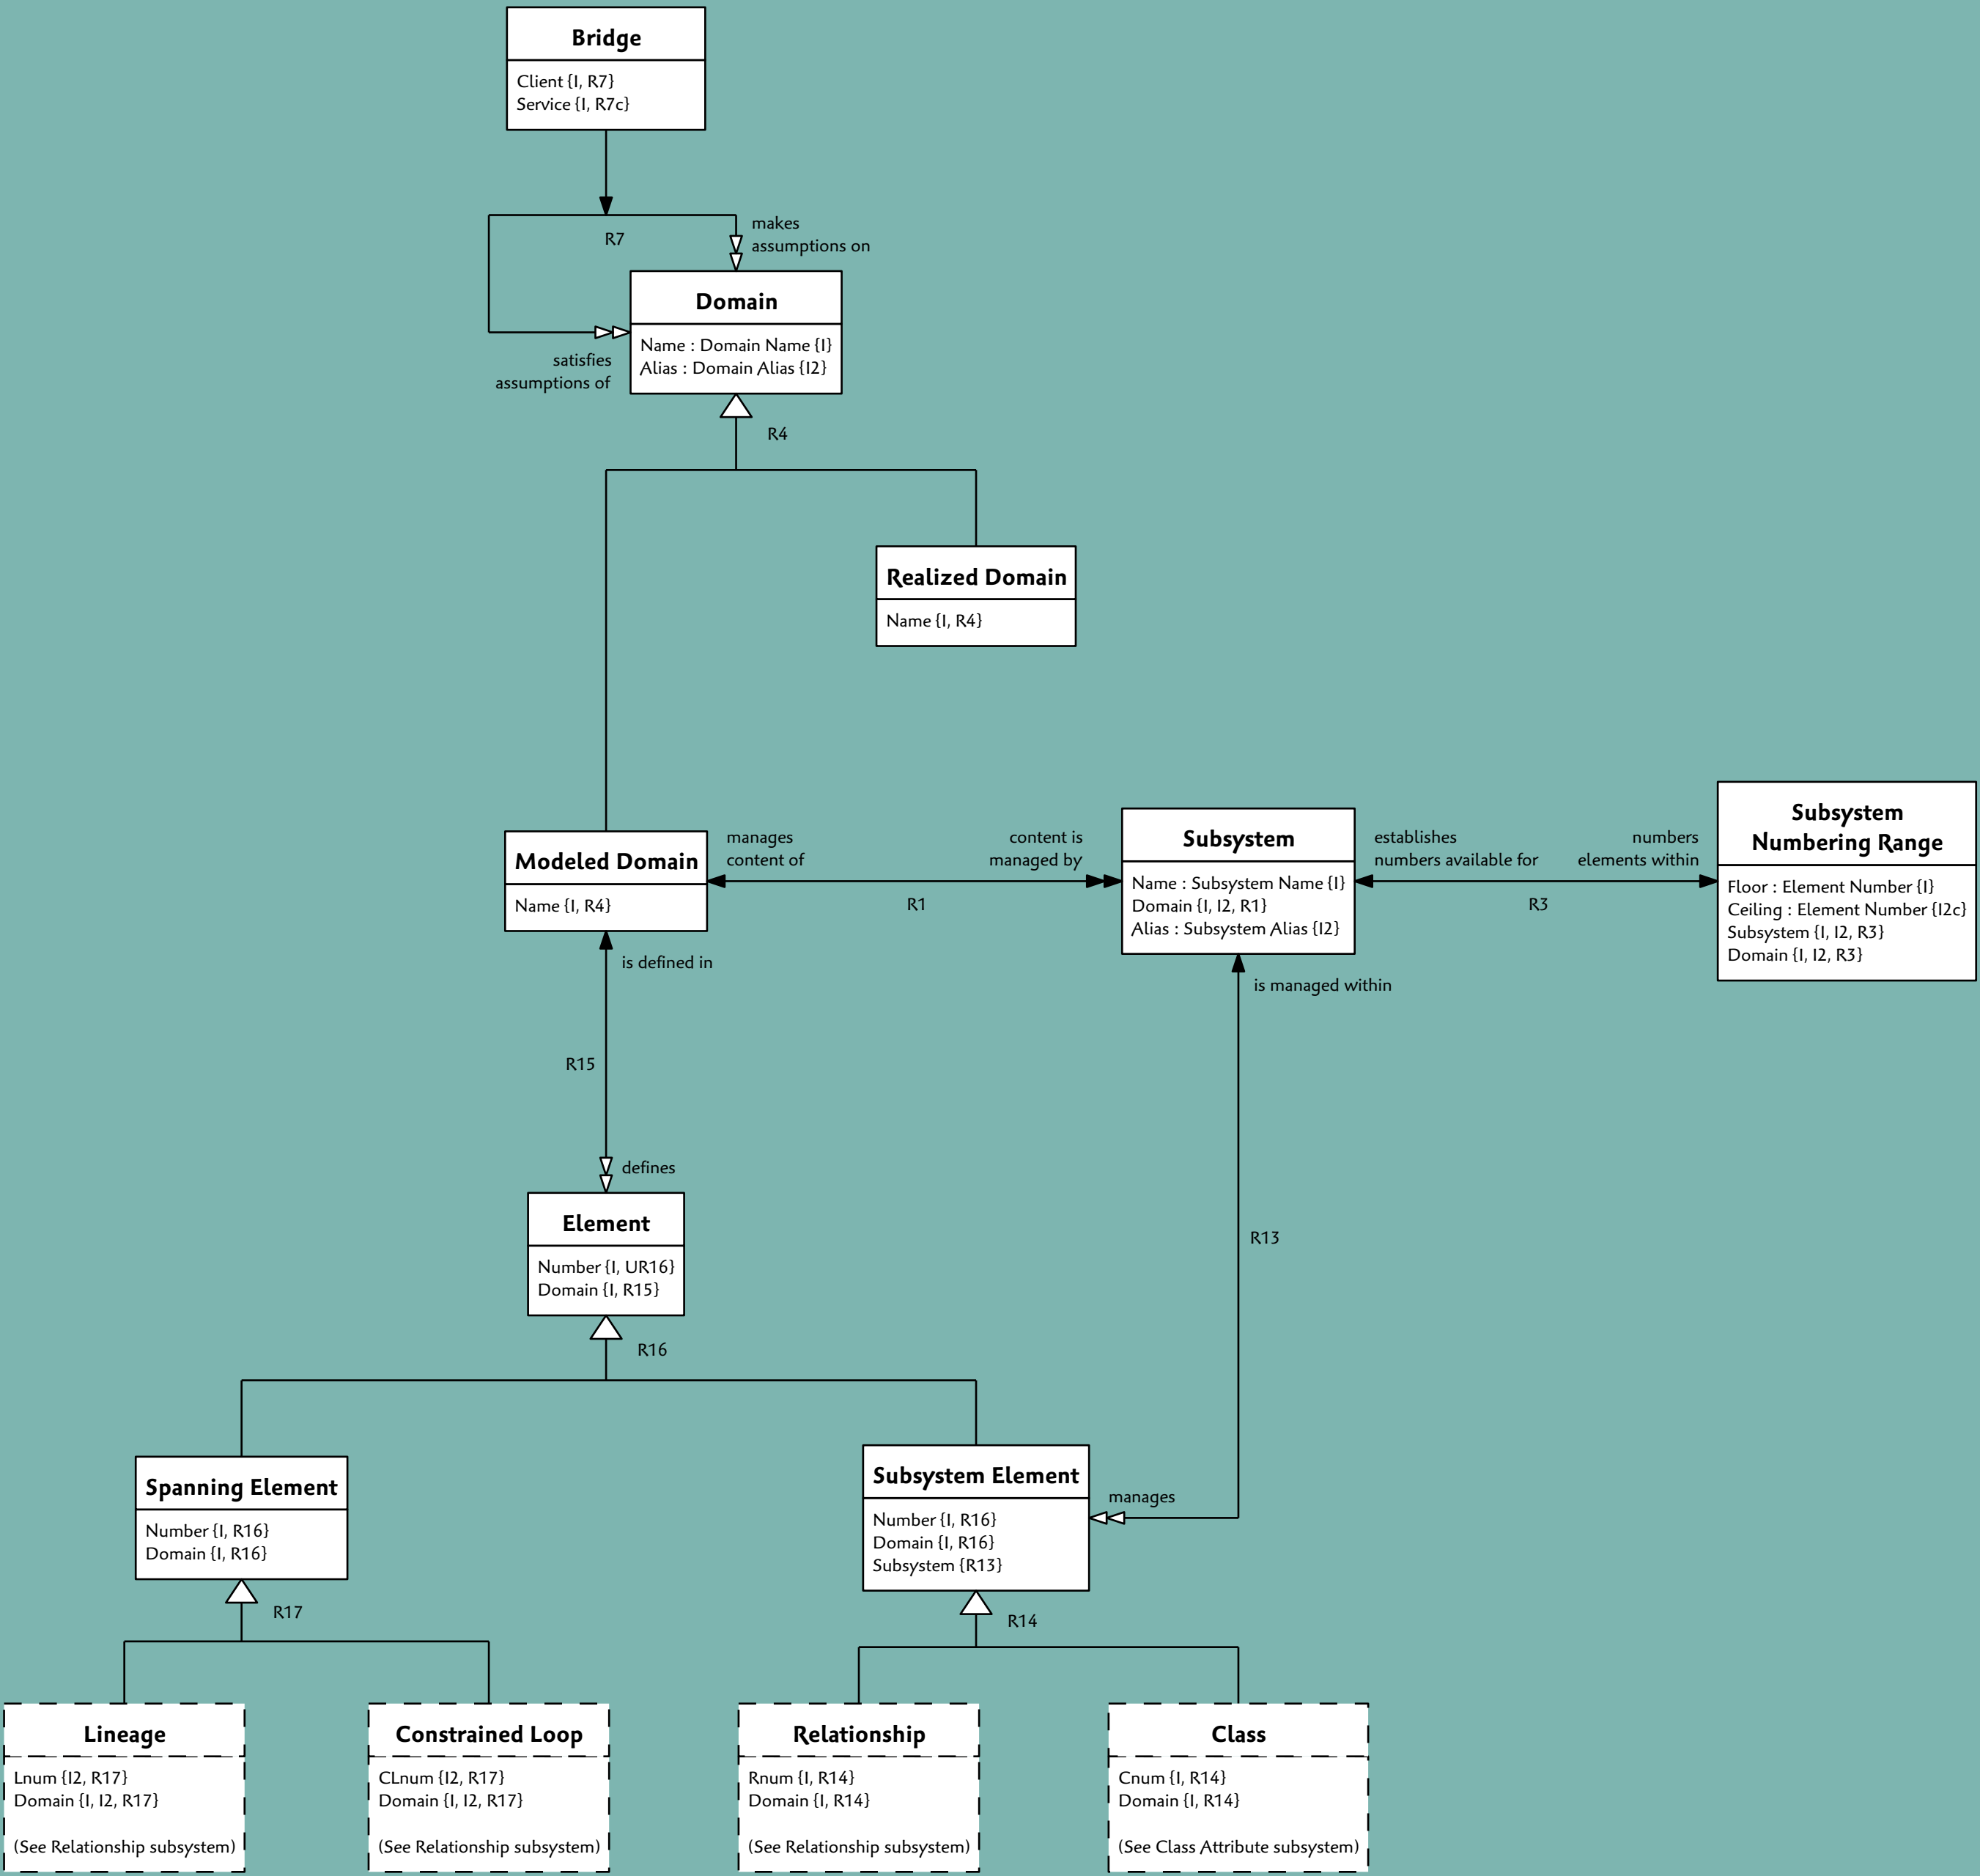 Bridge
Client {I, R7}
Service {I, R7c}
R7
makes
assumptions on
Domain
Name : Domain Name {I}
Alias : Domain Alias {I2}
satisfies
assumptions of
R4
Realized Domain
Name {I, R4}
Modeled Domain
Name {I, R4}
manages
content of
content is
managed by
R1
Subsystem
Name : Subsystem Name {I}
Domain {I, I2, R1}
Alias : Subsystem Alias {I2}
establishes
numbers available for
numbers
elements within
R3
Subsystem
Numbering Range
Floor : Element Number {I}
Ceiling : Element Number {I2c}
Subsystem {I, I2, R3}
Domain {I, I2, R3}
is defined in
is managed within
R15
defines
Element
Number {I, UR16}
Domain {I, R15}
R13
R16
Spanning Element
Number {I, R16}
Domain {I, R16}
Subsystem Element
Number {I, R16}
Domain {I, R16}
Subsystem {R13}
manages
R17
R14
Lineage
Lnum {I2, R17}
Domain {I, I2, R17}
(See Relationship subsystem)
Constrained Loop
CLnum {I2, R17}
Domain {I, I2, R17}
(See Relationship subsystem)
Relationship
Rnum {I, R14}
Domain {I, R14}
(See Relationship subsystem)
Class
Cnum {I, R14}
Domain {I, R14}
(See Class Attribute subsystem)